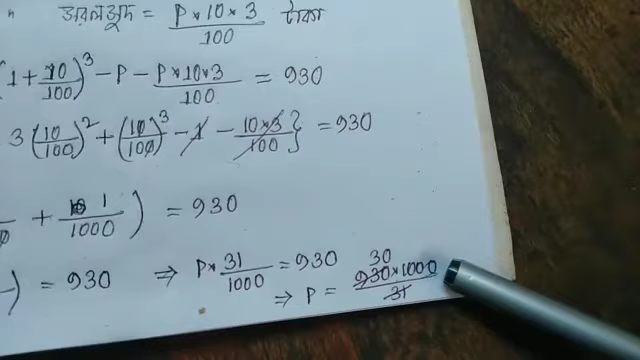 সরলসুদ = P×10×3/100 টাকা
1 + 10/100)³ - P - P×10×3/100 = 930
3(10/100)² + (10/100)³ - 1 - 10×3/100} = 930
+ 1/1000) = 930
-) = 930 ⇒ P× 31/1000 = 930
30
⇒ P = 930×1000/31